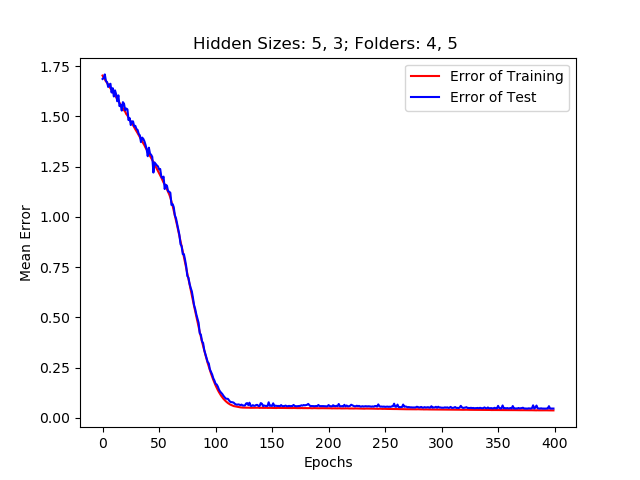 Hidden Sizes: 5, 3; Folders: 4, 5
Error of Training
Error of Test
Mean Error
1.75
1.50
1.25
1.00
0.75
0.50
0.25
0.00
0 50 100 150 200 250 300 350 400
Epochs